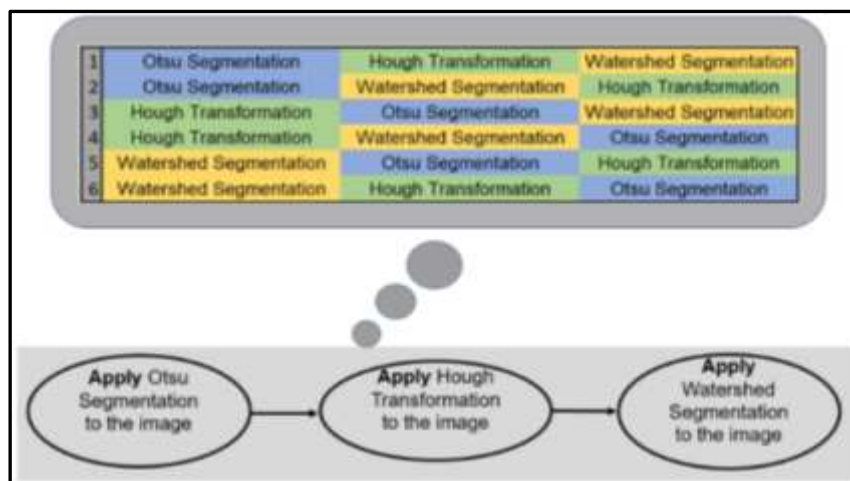 1 Otsu Segmentation Hough Transformation Watershed Segmentation
2 Otsu Segmentation Watershed Segmentation Hough Transformation
3 Hough Transformation Otsu Segmentation Watershed Segmentation
4 Hough Transformation Watershed Segmentation Otsu Segmentation
5 Watershed Segmentation Otsu Segmentation Hough Transformation
6 Watershed Segmentation Hough Transformation Otsu Segmentation
Apply Otsu
Segmentation
to the image
Apply Hough
Transformation
to the image
Apply
Watershed
Segmentation
to the image